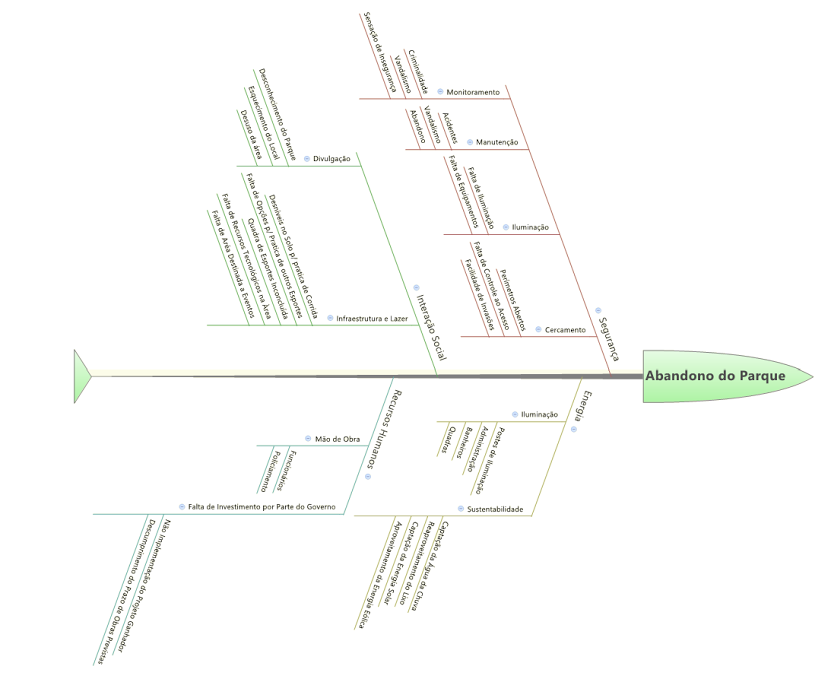 Abandono do Parque
Segurança
Monitoramento
Criminalidade
Vandalismo
Sensação de Insegurança
Manutenção
Acidentes
Vandalismo
Abandono
Iluminação
Falta de Iluminação
Falta de Equipamentos
Cercamento
Perímetros Abertos
Falta de Controle ao Acesso
Facilidade de Invasões
Interação Social
Divulgação
Desconhecimento do Parque
Esquecimento do Local
Desuso da área
Infraestrutura e Lazer
Desníveis no Solo p/ pratica de Corrida
Falta de Opções p/ Pratica de outros Esportes
Quadra de Esportes Inconcluída
Falta de Recursos Tecnológicos na Área
Falta de Area Destinada a Eventos
Energia
Iluminação
Postes de Iluminação
Administração
Banheiros
Quadras
Sustentabilidade
Captação da Água da Chuva
Reaproveitamento do Lixo
Captação da Energia Solar
Aproveitamento da Energia Eólica
Recursos Humanos
Mão de Obra
Funcionários
Policiamento
Falta de Investimento por Parte do Governo
Não Implementação do Projeto Ganhador
Descumprimento do Prazo de Obras Previstas